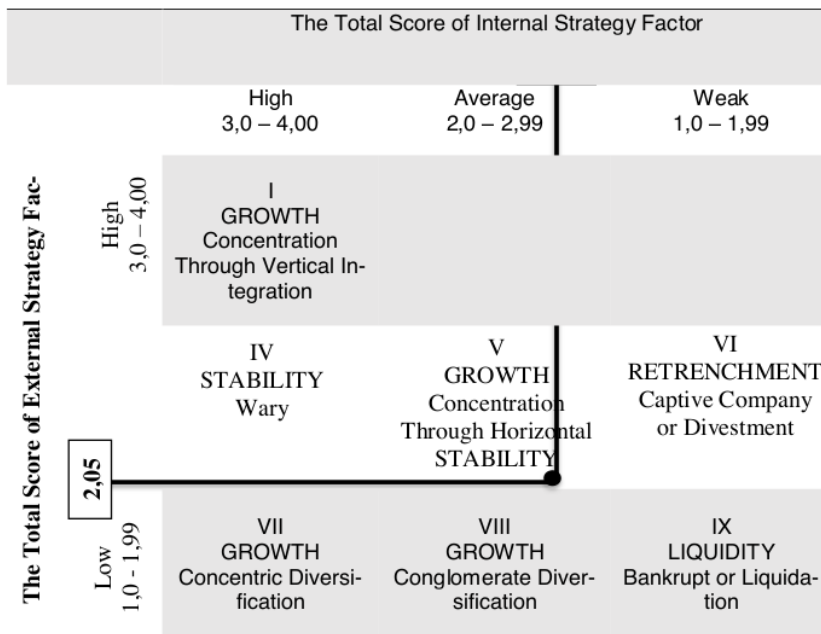 The Total Score of Internal Strategy Factor
High
3,0 – 4,00
Average
2,0 – 2,99
Weak
1,0 – 1,99
The Total Score of External Strategy Fac-
High
3,0 – 4,00
I
GROWTH
Concentration
Through Vertical In-
tegration
IV
STABILITY
Wary
V
GROWTH
Concentration
Through Horizontal
STABILITY
VI
RETRENCHMENT
Captive Company
or Divestment
2,05
Low
1,0 - 1,99
VII
GROWTH
Concentric Diversi-
fication
VIII
GROWTH
Conglomerate Diver-
sification
IX
LIQUIDITY
Bankrupt or Liquida-
tion